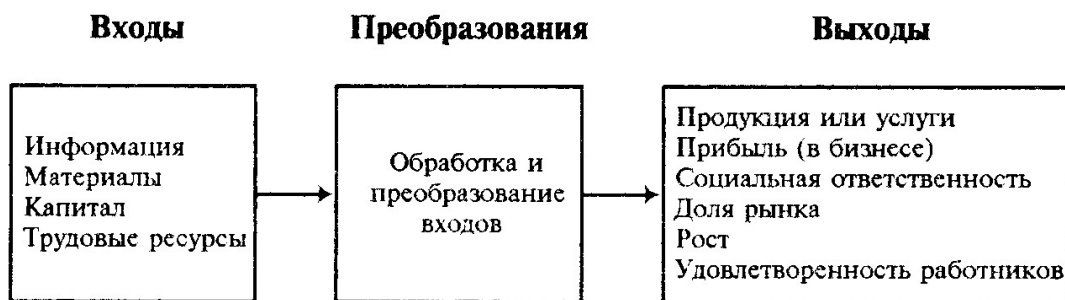 Входы
Преобразования
Выходы
Информация
Материалы
Капитал
Трудовые ресурсы
Обработка и
преобразование
входов
Продукция или услуги
Прибыль (в бизнесе)
Социальная ответственность
Доля рынка
Рост
Удовлетворенность работников